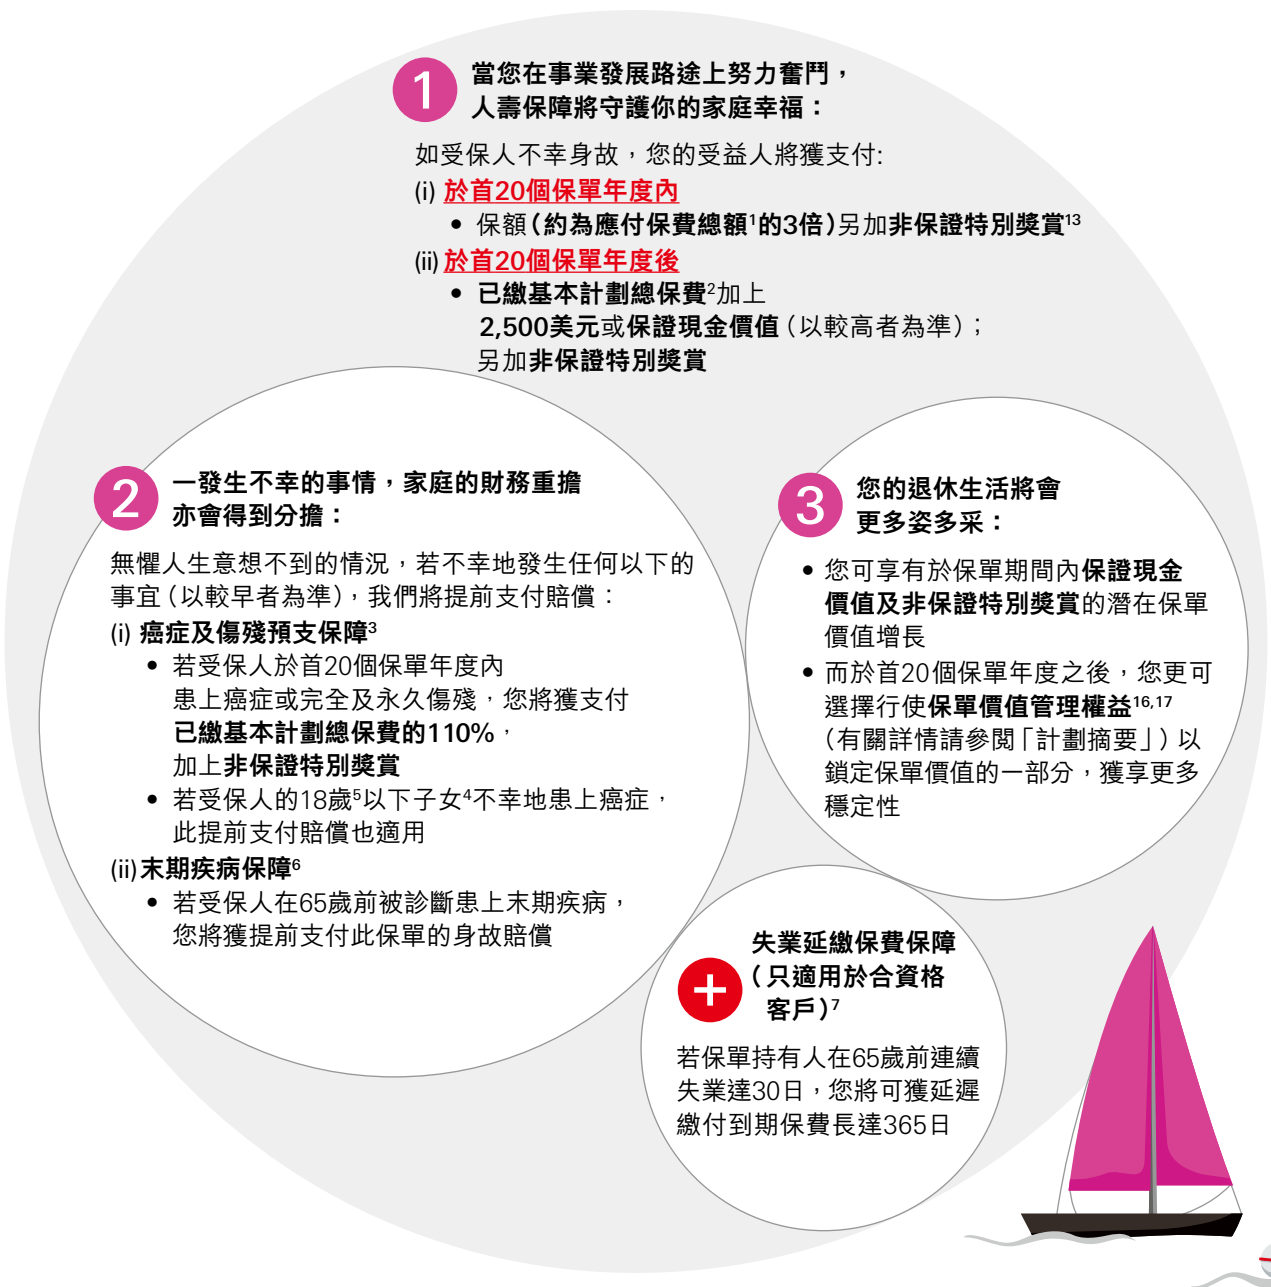 1
當您在事業發展路途上努力奮鬥，
人壽保障將守護你的家庭幸福：
如受保人不幸身故，您的受益人將獲支付:
(i) 於首20個保單年度內
• 保額（約為應付保費總額1的3倍）另加非保證特別獎賞13
(ii) 於首20個保單年度後
• 已繳基本計劃總保費2加上
2,500美元或保證現金價值（以較高者為準）；
另加非保證特別獎賞
2
一發生不幸的事情，家庭的財務重擔
亦會得到分擔：
無懼人生意想不到的情況，若不幸地發生任何以下的
事宜（以較早者為準），我們將提前支付賠償：
(i) 癌症及傷殘預支保障3
• 若受保人於首20個保單年度內
患上癌症或完全及永久傷殘，您將獲支付
已繳基本計劃總保費的110%，
加上非保證特別獎賞
• 若受保人的18歲5以下子女4不幸地患上癌症，
此提前支付賠償也適用
(ii) 末期疾病保障6
• 若受保人在65歲前被診斷患上末期疾病，
您將獲提前支付此保單的身故賠償
3
您的退休生活將會
更多姿多采：
• 您可享有於保單期間內保證現金
價值及非保證特別獎賞的潛在保單
價值增長
• 而於首20個保單年度之後，您更可
選擇行使保單價值管理權益16,17
（有關詳情請參閱「計劃摘要」）以
鎖定保單價值的一部分，獲享更多
穩定性
+
失業延繳保費保障
（只適用於合資格
客戶）7
若保單持有人在65歲前連續
失業達30日，您將可獲延遲
繳付到期保費長達365日